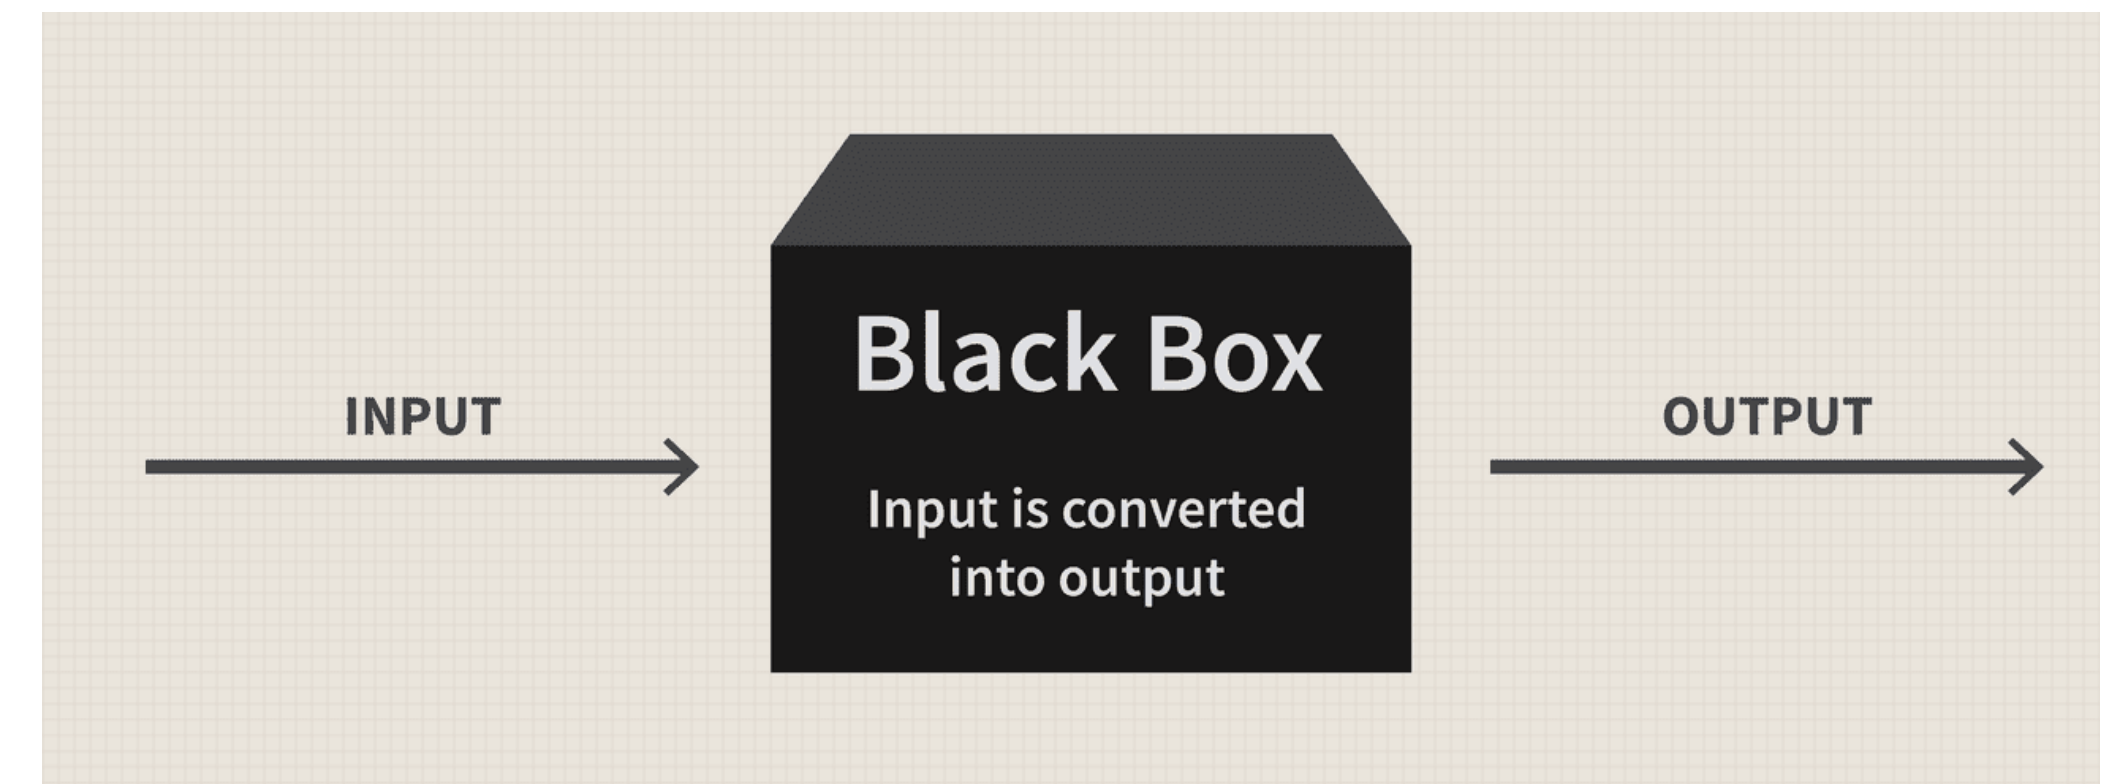 INPUT
Black Box
Input is converted
into output
OUTPUT